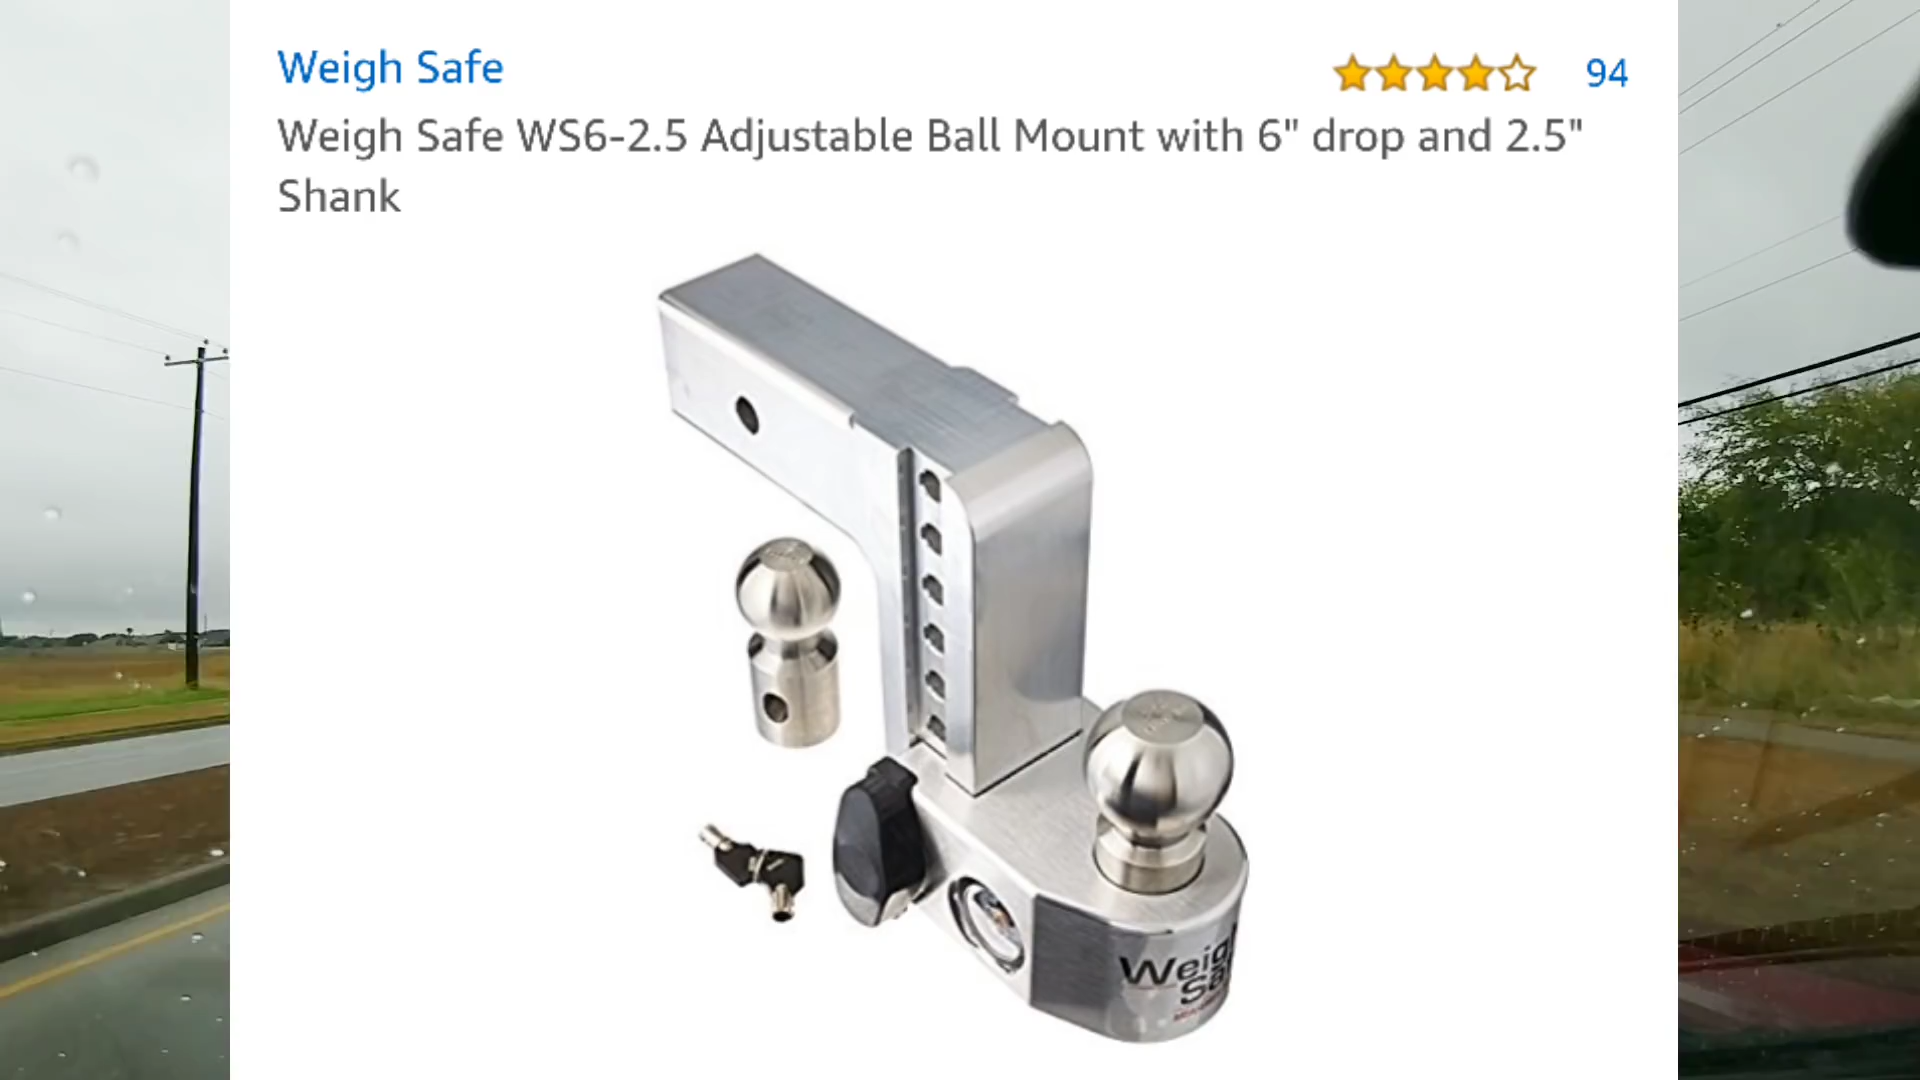 Weigh Safe
94
Weigh Safe WS6-2.5 Adjustable Ball Mount with 6" drop and 2.5"
Shank